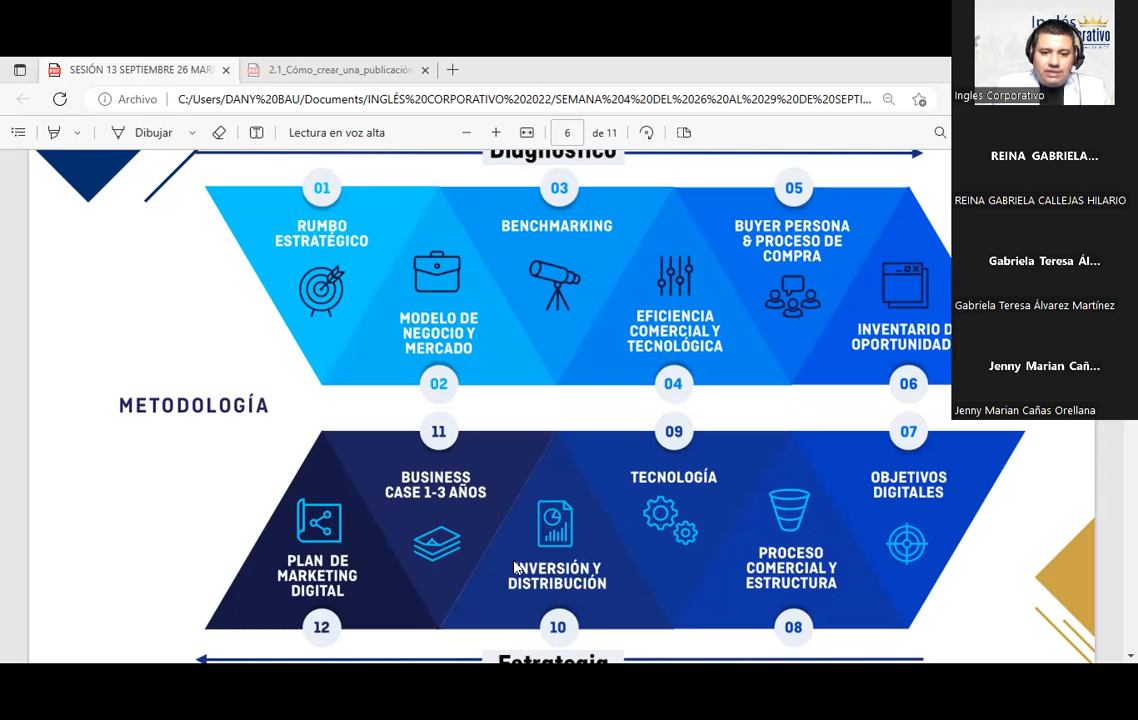 SESIÓN 13 SEPTIEMBRE 26 MAR
2.1_Cómo_crear_una_publicación
Archivo
C:/Users/DANY%20BAU/Documents/INGLÉS%20CORPORATIVO%202022/SEMANA%204%20DEL%2026%20AL%2029%20DE%20SEPTI...
Dibujar
Lectura en voz alta
6
de 11
Diagnóstico
01
RUMBO
ESTRATÉGICO
MODELO DE
NEGOCIO Y
MERCADO
02
03
BENCHMARKING
EFICIENCIA
COMERCIAL Y
TECNOLÓGICA
04
05
BUYER PERSONA
& PROCESO DE
COMPRA
INVENTARIO D
OPORTUNIDAD
06
METODOLOGÍA
11
BUSINESS
CASE 1-3 AÑOS
PLAN DE
MARKETING
DIGITAL
12
09
TECNOLOGÍA
INVERSIÓN Y
DISTRIBUCIÓN
10
07
OBJETIVOS
DIGITALES
PROCESO
COMERCIAL Y
ESTRUCTURA
08
Estrategia
Inglés
Ingles Corporativo
REINA GABRIELA...
REINA GABRIELA CALLEJAS HILARIO
Gabriela Teresa Ál...
Gabriela Teresa Álvarez Martínez
Jenny Marian Cañ...
Jenny Marian Cañas Orellana